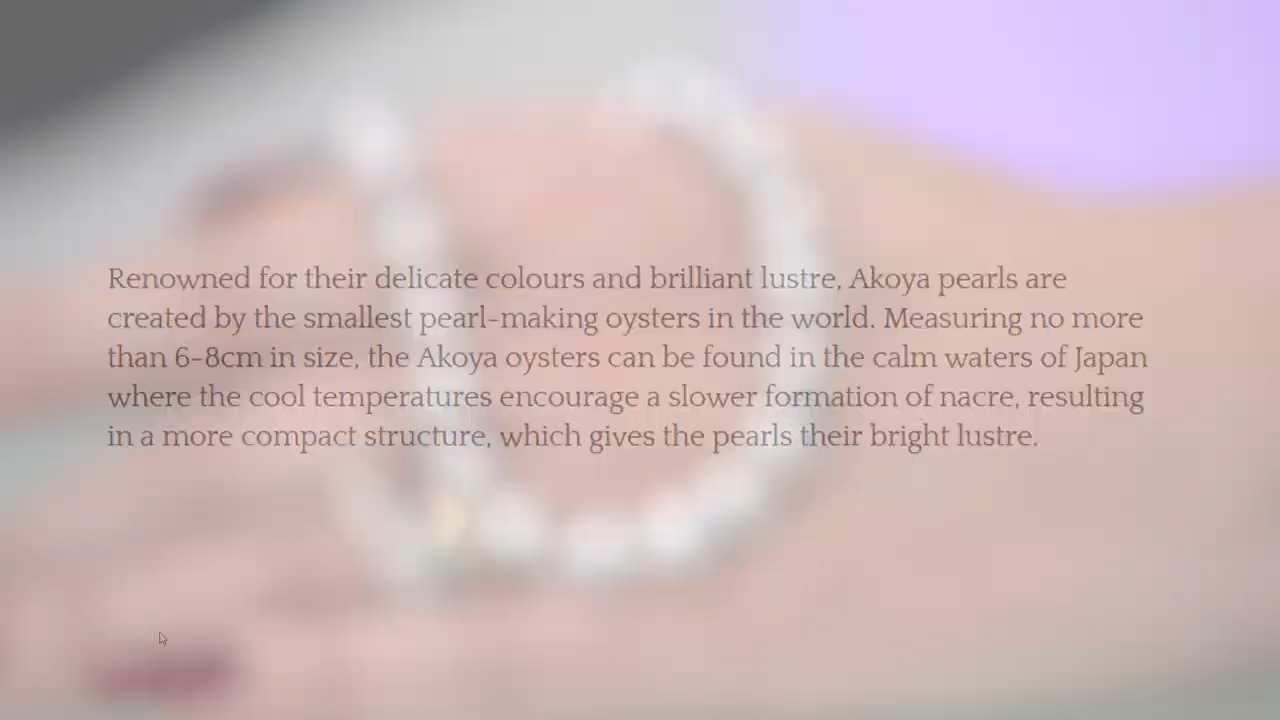 Renowned for their delicate colours and brilliant lustre, Akoya pearls are
created by the smallest pearl-making oysters in the world. Measuring no more
than 6-8cm in size, the Akoya oysters can be found in the calm waters of Japan
where the cool temperatures encourage a slower formation of nacre, resulting
in a more compact structure, which gives the pearls their bright lustre.